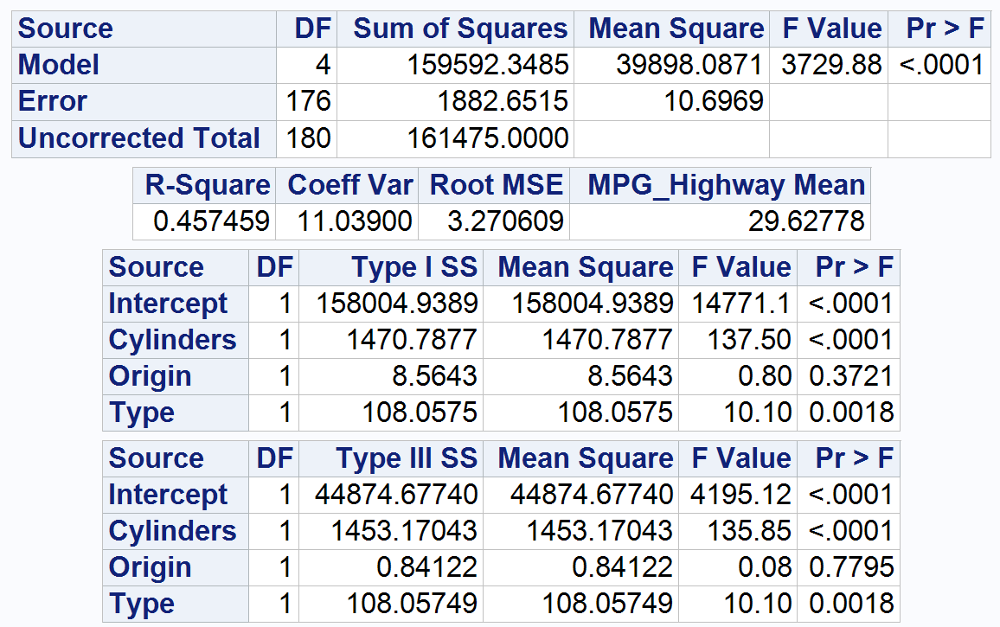 Source DF Sum of Squares Mean Square F Value Pr > F
Model 4 159592.3485 39898.0871 3729.88 <.0001
Error 176 1882.6515 10.6969
Uncorrected Total 180 161475.0000
R-Square Coeff Var Root MSE MPG_Highway Mean
0.457459 11.03900 3.270609 29.62778
Source DF Type I SS Mean Square F Value Pr > F
Intercept 1 158004.9389 158004.9389 14771.1 <.0001
Cylinders 1 1470.7877 1470.7877 137.50 <.0001
Origin 1 8.5643 8.5643 0.80 0.3721
Type 1 108.0575 108.0575 10.10 0.0018
Source DF Type III SS Mean Square F Value Pr > F
Intercept 1 44874.67740 44874.67740 4195.12 <.0001
Cylinders 1 1453.17043 1453.17043 135.85 <.0001
Origin 1 0.84122 0.84122 0.08 0.7795
Type 1 108.05749 108.05749 10.10 0.0018